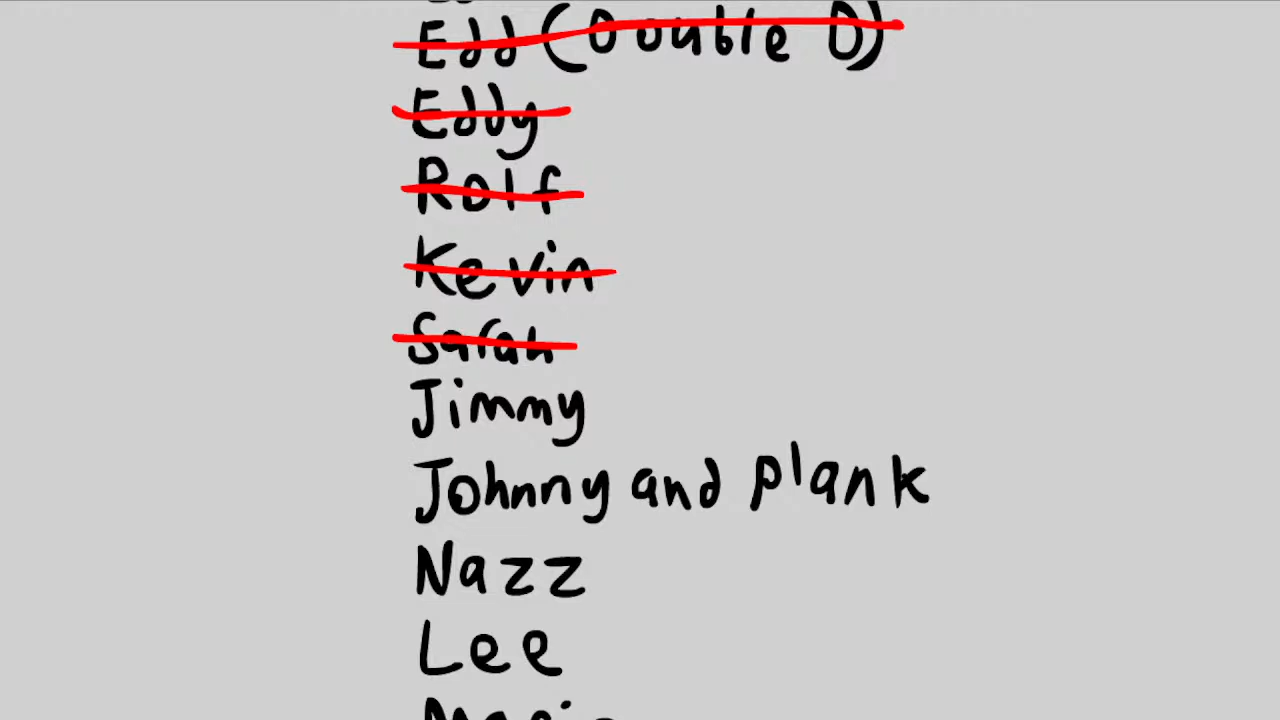 Edd (Double D)
Eddy
Rolf
Kevin
Sarah
Jimmy
Johnny and plank
Nazz
Lee